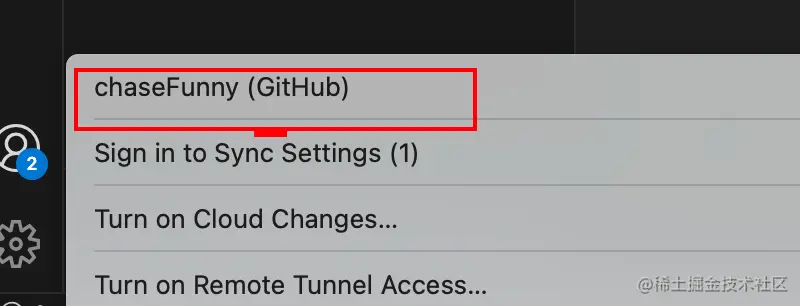 chaseFunny (GitHub)
2
Sign in to Sync Settings (1)
Turn on Cloud Changes...
Turn on Remote Tunnel Access...
@稀土掘金技术社区